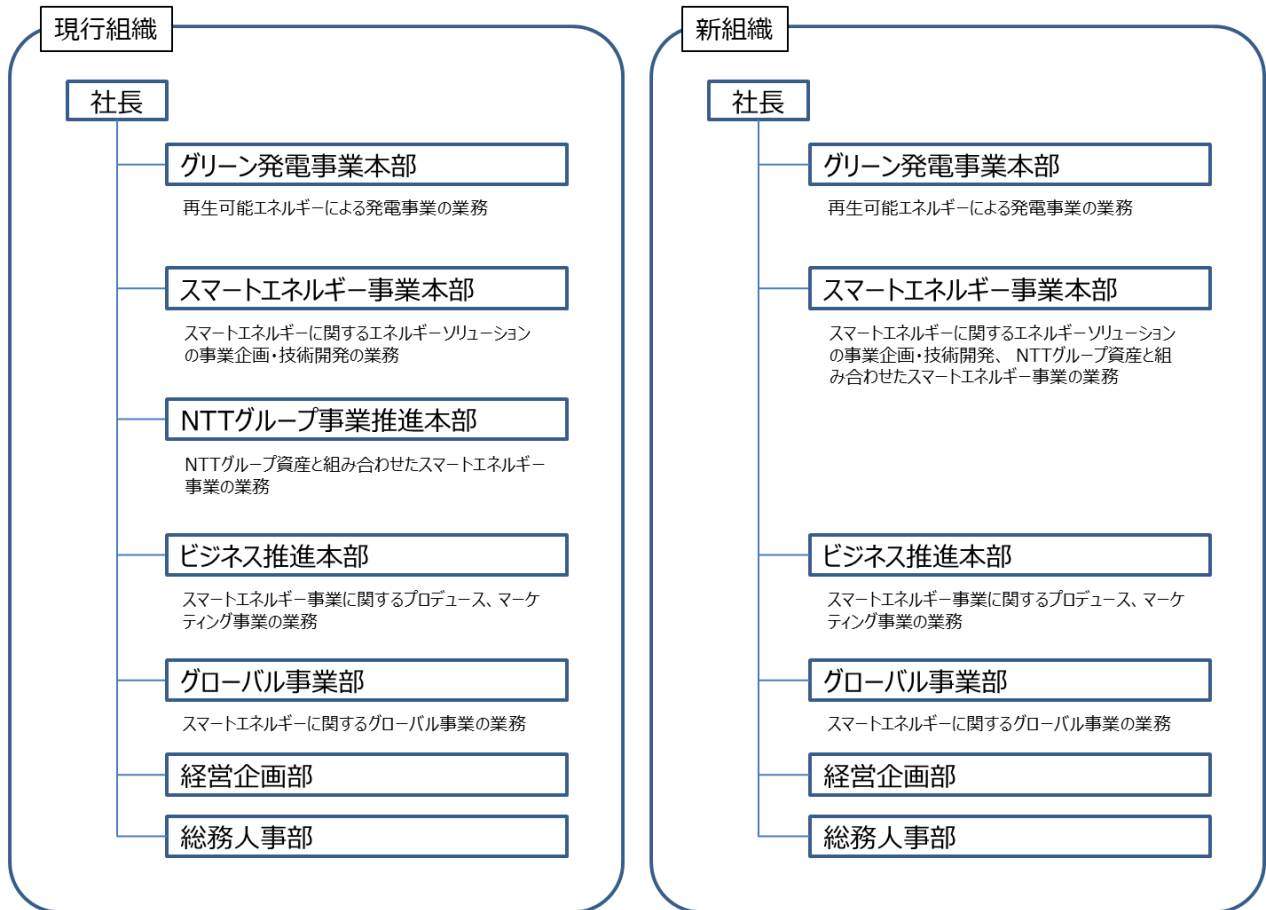 現行組織
社長
グリーン発電事業本部
再生可能エネルギーによる発電事業の業務
スマートエネルギー事業本部
スマートエネルギーに関するエネルギーソリューション
の事業企画・技術開発の業務
NTTグループ事業推進本部
NTTグループ資産と組み合わせたスマートエネルギー
事業の業務
ビジネス推進本部
スマートエネルギー事業に関するプロデュース、マーケ
ティング事業の業務
グローバル事業部
スマートエネルギーに関するグローバル事業の業務
経営企画部
総務人事部
新組織
社長
グリーン発電事業本部
再生可能エネルギーによる発電事業の業務
スマートエネルギー事業本部
スマートエネルギーに関するエネルギーソリューション
の事業企画・技術開発、 NTTグループ資産と組
み合わせたスマートエネルギー事業の業務
ビジネス推進本部
スマートエネルギー事業に関するプロデュース、マーケ
ティング事業の業務
グローバル事業部
スマートエネルギーに関するグローバル事業の業務
経営企画部
総務人事部